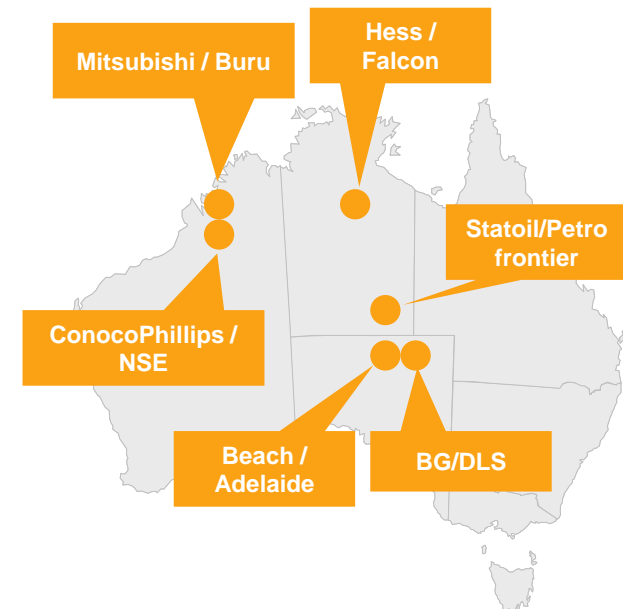 Hess /
Falcon
Mitsubishi / Buru
Statoil/Petro
frontier
ConocoPhillips /
NSE
Beach /
Adelaide
BG/DLS